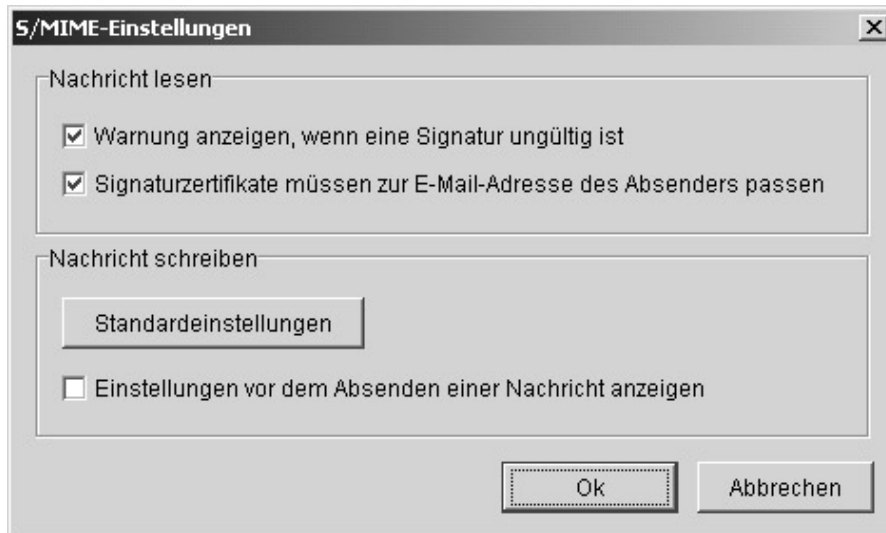 S/MIME-Einstellungen
Nachricht lesen
Warnung anzeigen, wenn eine Signatur ungültig ist
Signaturzertifikate müssen zur E-Mail-Adresse des Absenders passen
Nachricht schreiben
Standardeinstellungen
Einstellungen vor dem Absenden einer Nachricht anzeigen
Ok
Abbrechen